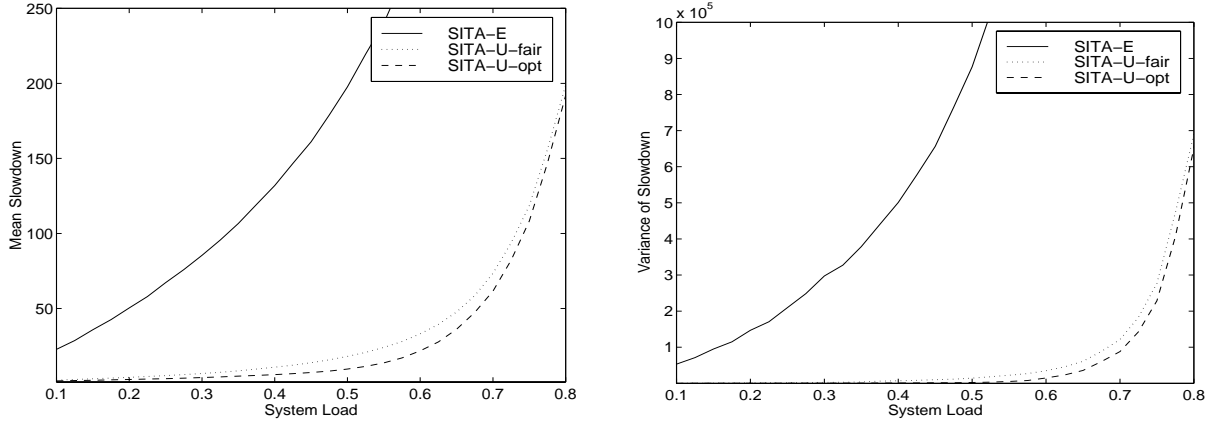 250
200
150
100
50
0.1 0.2 0.3 0.4 0.5 0.6 0.7 0.8
System Load
Mean Slowdown
SITA−E
SITA−U−fair
SITA−U−opt
x 10^5
10
9
8
7
6
5
4
3
2
1
0.1 0.2 0.3 0.4 0.5 0.6 0.7 0.8
System Load
Variance of Slowdown
SITA−E
SITA−U−fair
SITA−U−opt